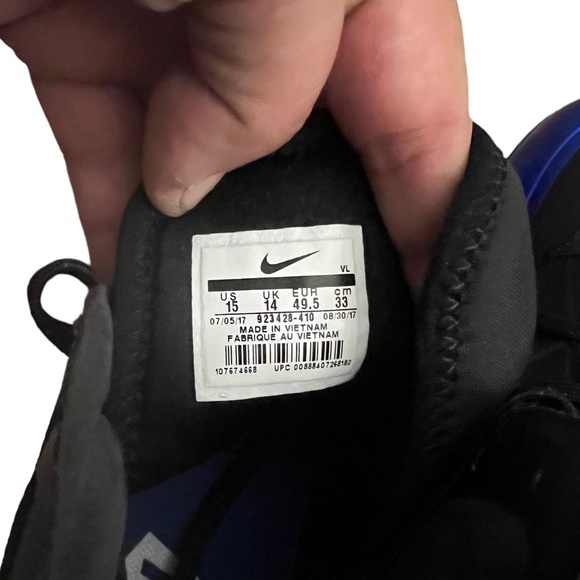 VL
US UK EUR cm
15 14 49.5 33
07/05/17 923428-410 08/30/17
MADE IN VIETNAM
FABRIQUE AU VIETNAM
107674668 UPC 00888407268182